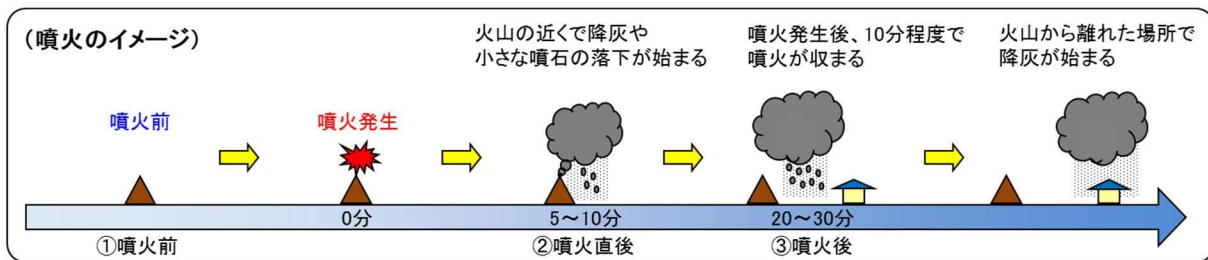 (噴火のイメージ)
噴火前
噴火発生
火山の近くで降灰や
小さな噴石の落下が始まる
噴火発生後、10分程度で
噴火が収まる
火山から離れた場所で
降灰が始まる
0分
5～10分
20～30分
①噴火前
②噴火直後
③噴火後